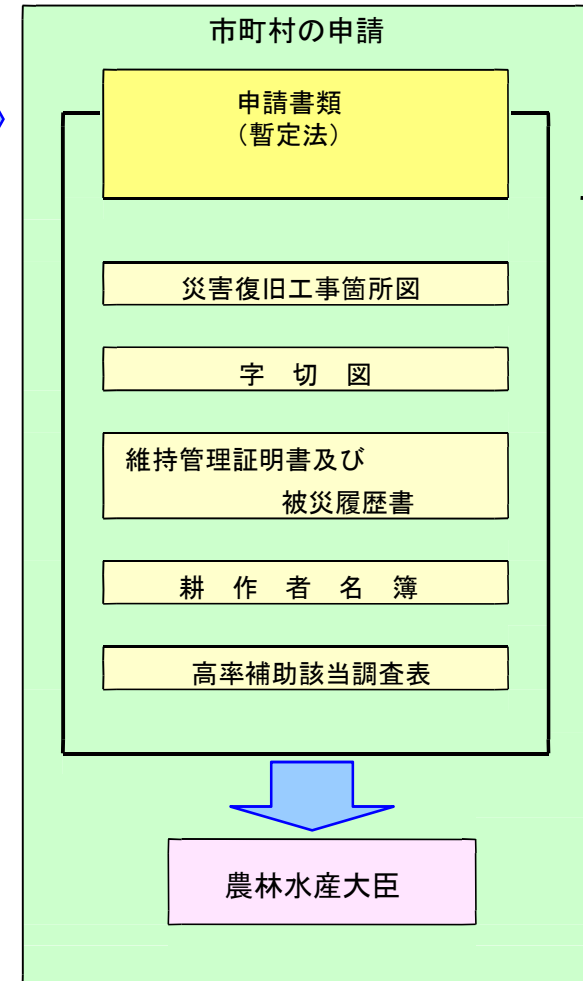 市町村の申請
申請書類
（暫定法）
災害復旧工事箇所図
字　切　図
維持管理証明書及び
被災履歴書
耕　作　者　名　簿
高率補助該当調査表
農林水産大臣